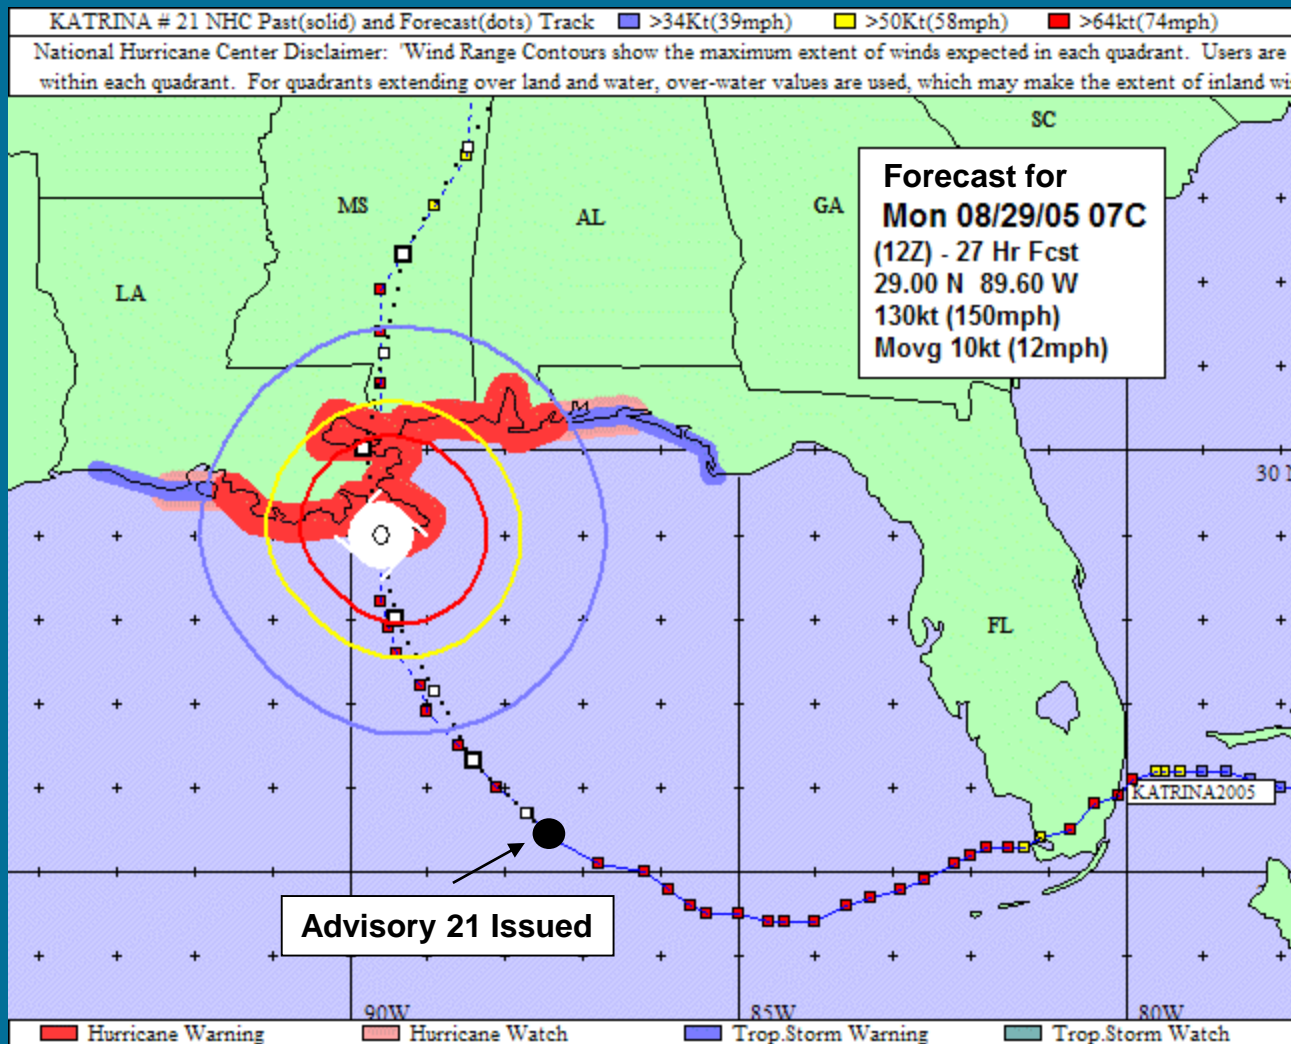 KATRINA # 21 NHC Past(solid) and Forecast(dots) Track >34Kt(39mph) >50Kt(58mph) >64kt(74mph)
National Hurricane Center Disclaimer: 'Wind Range Contours show the maximum extent of winds expected in each quadrant. Users are
within each quadrant. For quadrants extending over land and water, over-water values are used, which may make the extent of inland wi
SC
Forecast for
Mon 08/29/05 07C
(12Z) - 27 Hr Fcst
29.00 N 89.60 W
130kt (150mph)
Movg 10kt (12mph)
MS
AL
GA
LA
30
FL
KATRINA2005
Advisory 21 Issued
90W
85W
80W
Hurricane Warning
Hurricane Watch
Trop.Storm Warning
Trop.Storm Watch